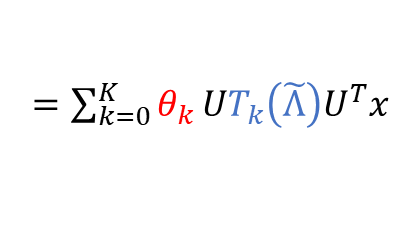 = ∑_{k=0}^{K} θ_k U T_k(Λ̃) U^T x